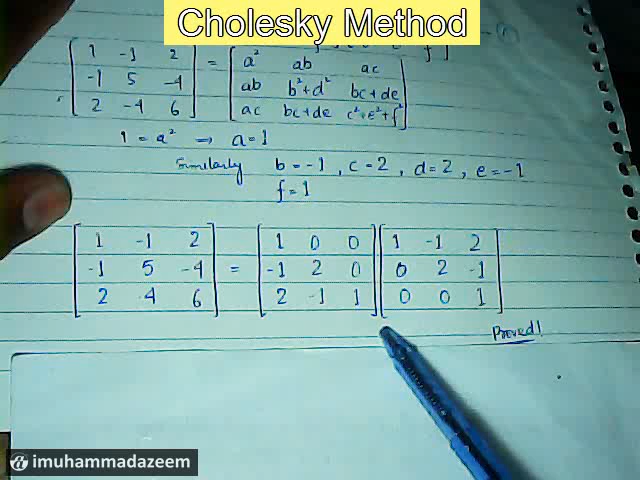 Cholesky Method
1 -1 2 = a² ab ac
-1 5 -4 ab b²+d² bc+de
2 -4 6 ac bc+de c²+e²+f²
1 = a² ⇒ a=1
Similarly b=-1, c=2, d=2, e=-1
f=1
1 -1 2 1 0 0 1 -1 2
-1 5 -4 = -1 2 0 0 2 -1
2 -4 6 2 -1 1 0 0 1
Proved!
imuhammadazeem